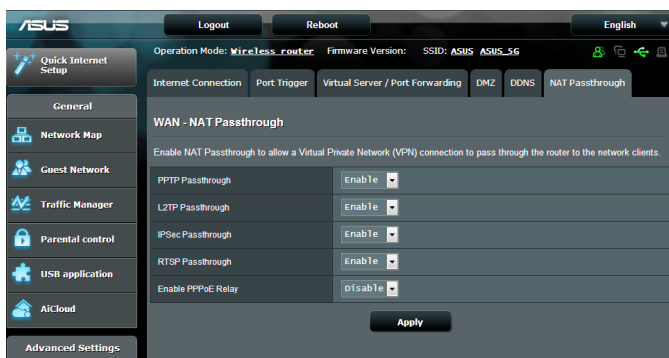 ASUS
Logout Reboot English
Operation Mode: Wireless router Firmware Version: SSID: ASUS ASUS_5G
Quick Internet
Setup
General
Network Map
Guest Network
Traffic Manager
Parental control
USB application
AiCloud
Advanced Settings
Internet Connection Port Trigger Virtual Server / Port Forwarding DMZ DDNS NAT Passthrough
WAN - NAT Passthrough
Enable NAT Passthrough to allow a Virtual Private Network (VPN) connection to pass through the router to the network clients.
PPTP Passthrough Enable
L2TP Passthrough Enable
IPSec Passthrough Enable
RTSP Passthrough Enable
Enable PPPoE Relay Disable
Apply